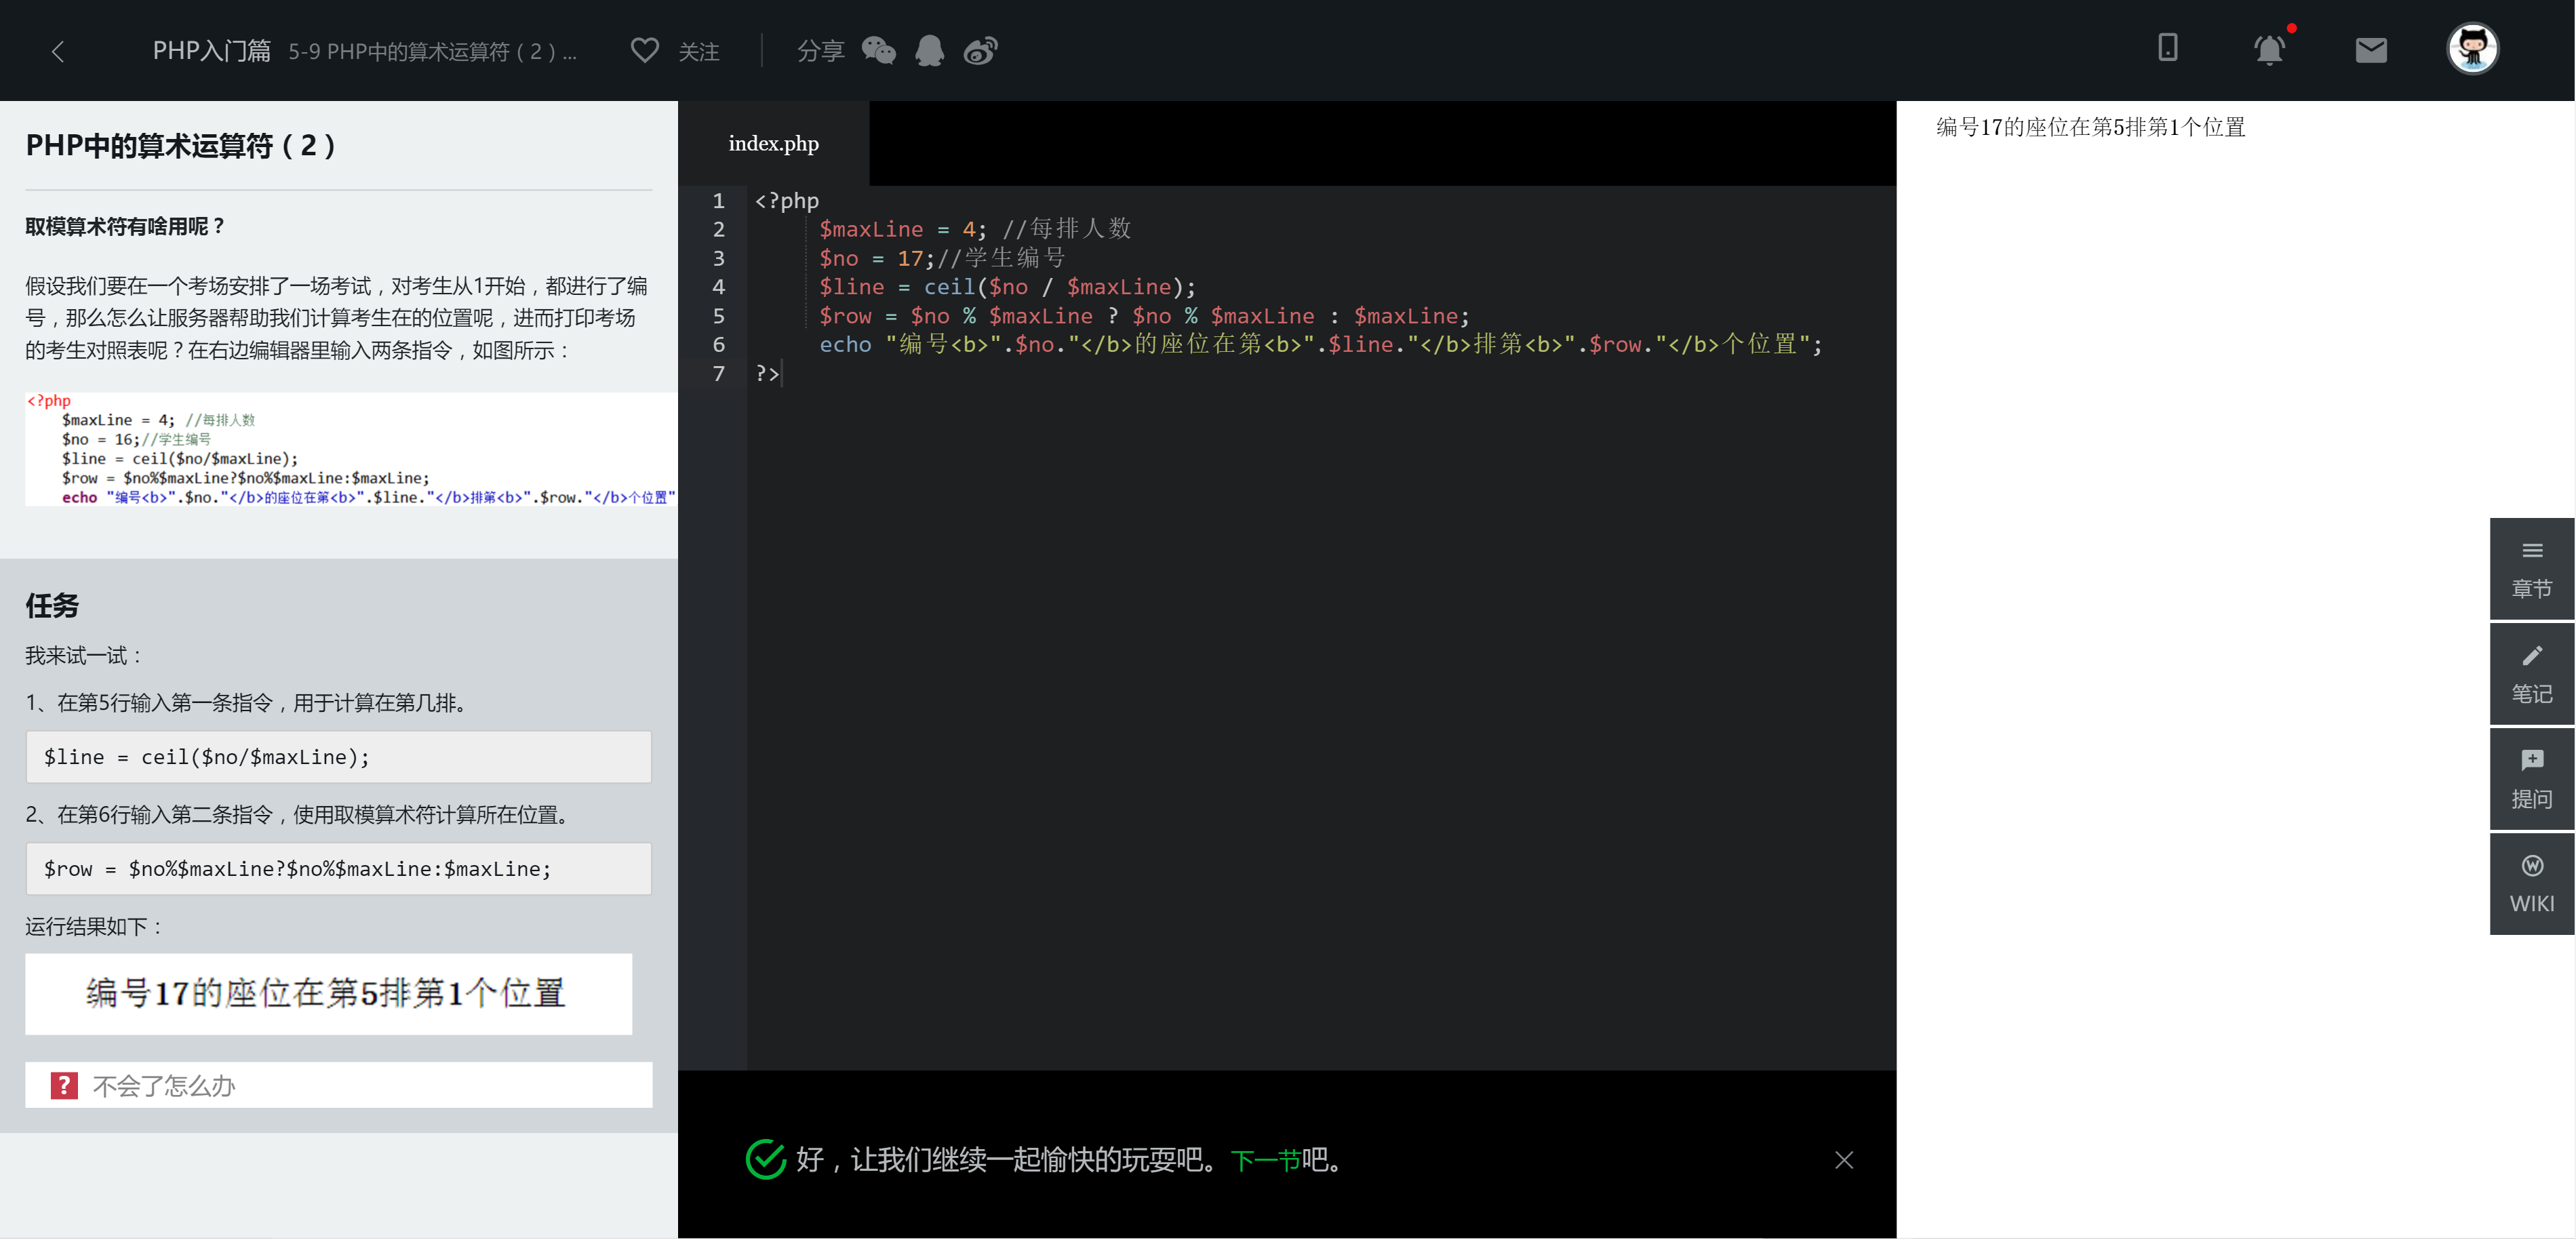 PHP入门篇 5-9 PHP中的算术运算符（2）... 关注 分享
PHP中的算术运算符（2）
取模算术符有啥用呢？
假设我们要在一个考场安排了一场考试，对考生从1开始，都进行了编
号，那么怎么让服务器帮助我们计算考生在的位置呢，进而打印考场
的考生对照表呢？在右边编辑器里输入两条指令，如图所示：
<?php
$maxLine = 4; //每排人数
$no = 16;//学生编号
$line = ceil($no/$maxLine);
$row = $no%$maxLine?$no%$maxLine:$maxLine;
echo "编号<b>".$no."</b>的座位在第<b>".$line."</b>排第<b>".$row."</b>个位置"
任务
我来试一试：
1、在第5行输入第一条指令，用于计算在第几排。
$line = ceil($no/$maxLine);
2、在第6行输入第二条指令，使用取模算术符计算所在位置。
$row = $no%$maxLine?$no%$maxLine:$maxLine;
运行结果如下：
编号17的座位在第5排第1个位置
? 不会了怎么办
index.php
1 <?php
2 $maxLine = 4; //每排人数
3 $no = 17;//学生编号
4 $line = ceil($no / $maxLine);
5 $row = $no % $maxLine ? $no % $maxLine : $maxLine;
6 echo "编号<b>".$no."</b>的座位在第<b>".$line."</b>排第<b>".$row."</b>个位置";
7 ?>
好，让我们继续一起愉快的玩耍吧。下一节吧。
编号17的座位在第5排第1个位置
章节
笔记
提问
WIKI